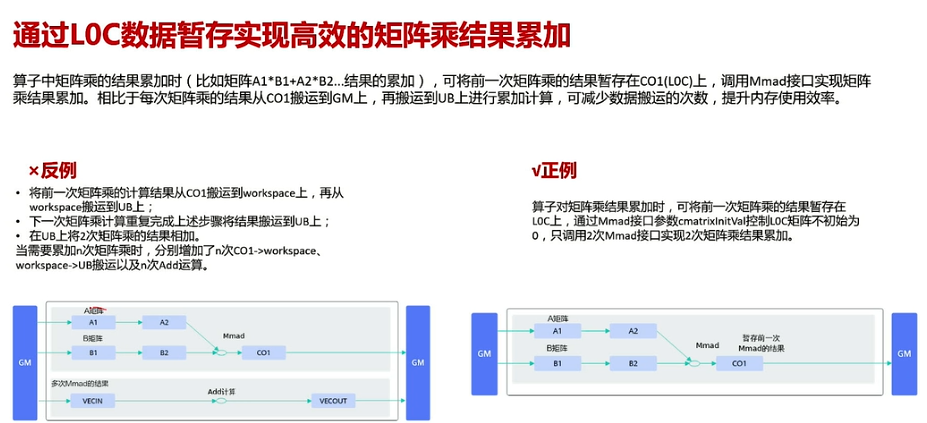 通过L0C数据暂存实现高效的矩阵乘结果累加
算子中矩阵乘的结果累加时（比如矩阵A1*B1+A2*B2...结果的累加），可将前一次矩阵乘的结果暂存在CO1(L0C)上，调用Mmad接口实现矩阵
乘结果累加。相比于每次矩阵乘的结果从CO1搬运到GM上，再搬运到UB上进行累加计算，可减少数据搬运的次数，提升内存使用效率。
×反例
• 将前一次矩阵乘的计算结果从CO1搬运到workspace上，再从
workspace搬运到UB上；
• 下一次矩阵乘计算重复完成上述步骤将结果搬运到UB上；
• 在UB上将2次矩阵乘的结果相加。
当需要累加n次矩阵乘时，分别增加了n次CO1->workspace、
workspace->UB搬运以及n次Add运算。
√正例
算子对矩阵乘结果累加时，可将前一次矩阵乘的结果暂存在
L0C上，通过Mmad接口参数cmatrixInitVal控制L0C矩阵不初始为
0，只调用2次Mmad接口实现2次矩阵乘结果累加。
GM
A矩阵
A1
A2
Mmad
B矩阵
B1
B2
CO1
多次Mmad的结果
Add计算
VECIN
VECOUT
GM
GM
A矩阵
A1
A2
Mmad
暂存前一次
Mmad的结果
B矩阵
B1
B2
CO1
GM